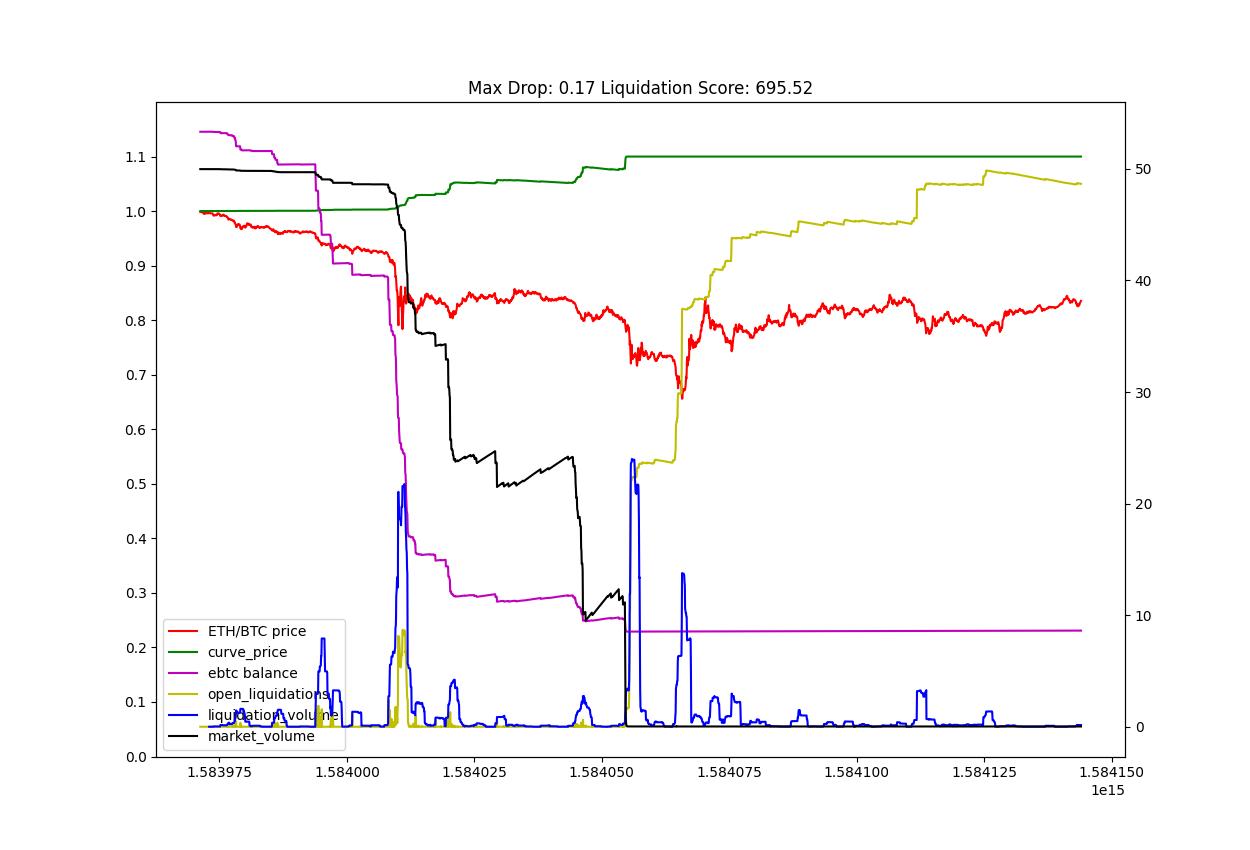 Max Drop: 0.17 Liquidation Score: 695.52
1.1
1.0
0.9
0.8
0.7
0.6
0.5
0.4
0.3
0.2
0.1
0.0
50
40
30
20
10
0
ETH/BTC price
curve_price
ebtc balance
open_liquidations
liquidation_volume
market_volume
1.583975 1.584000 1.584025 1.584050 1.584075 1.584100 1.584125 1.584150
1e15